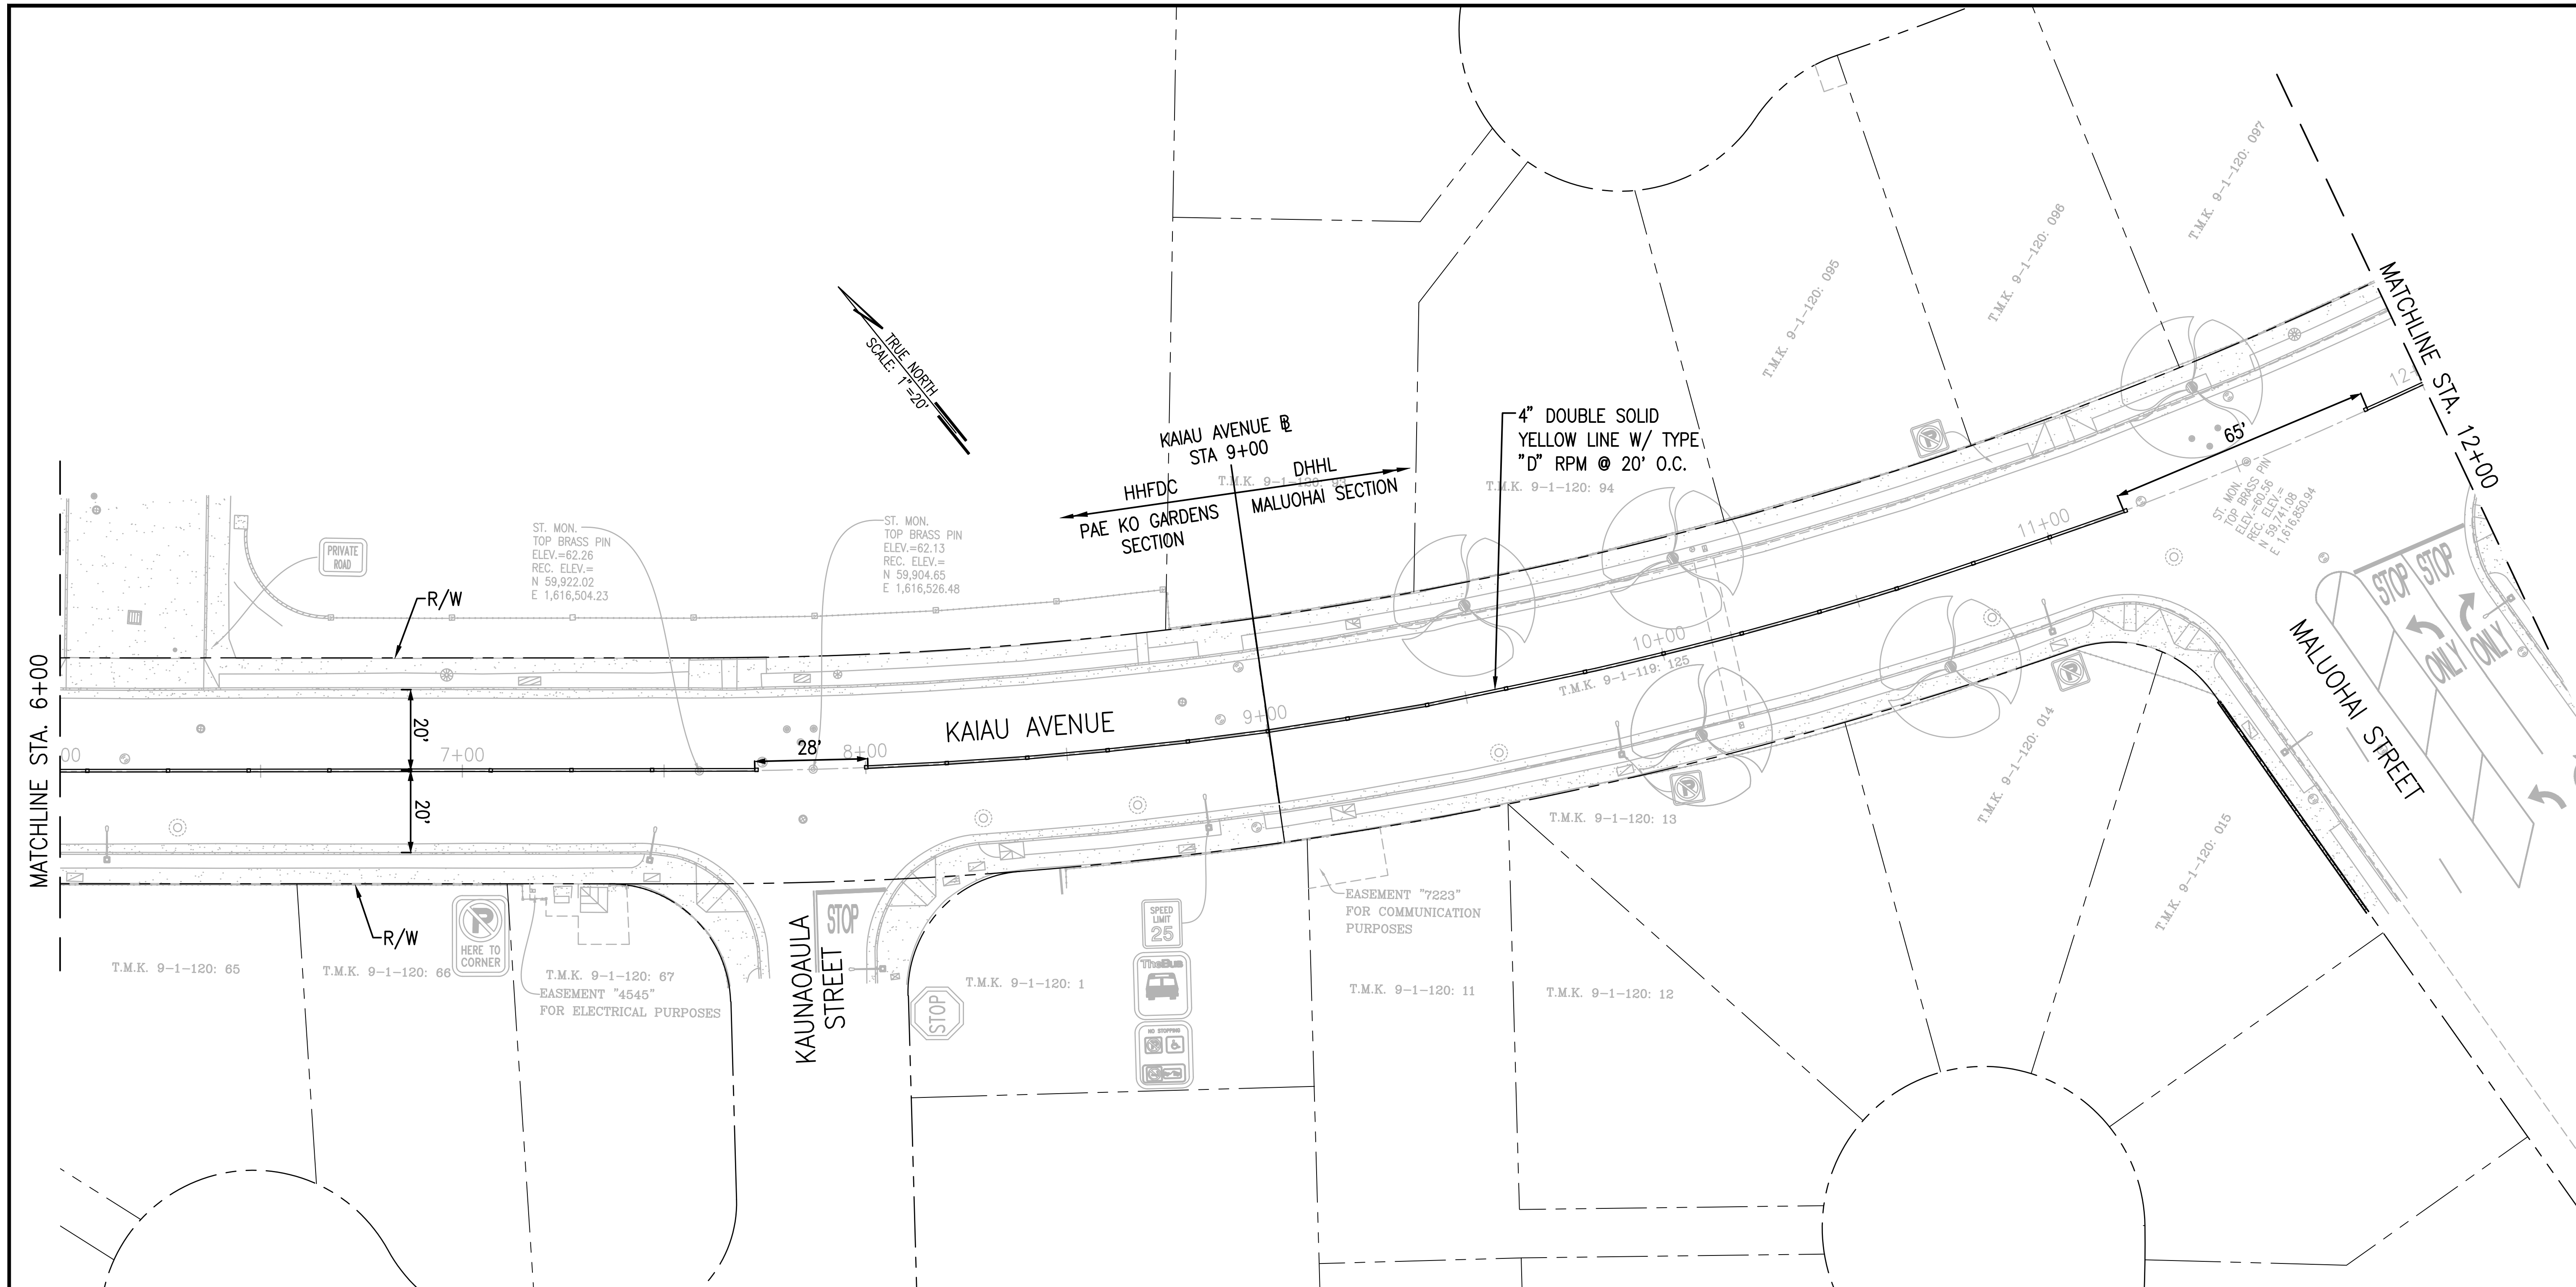 MATCHLINE STA. 6+00
PRIVATE
ROAD
R/W
20'
20'
00
7+00
R/W
HERE TO
CORNER
T.M.K. 9-1-120: 65
T.M.K. 9-1-120: 66
T.M.K. 9-1-120: 67
EASEMENT "4545"
FOR ELECTRICAL PURPOSES
ST. MON.
TOP BRASS PIN
ELEV.=62.26
REC. ELEV.=
N 59,922.02
E 1,616,504.23
ST. MON.
TOP BRASS PIN
ELEV.=62.13
REC. ELEV.=
N 59,904.65
E 1,616,526.48
TRUE NORTH
SCALE: 1"=20'
28'
8+00
KAIAU AVENUE
9+00
KAUNAOAULA
STREET
STOP
STOP
T.M.K. 9-1-120: 1
SPEED
LIMIT
25
TheBus
NO STOPPING
KAIAU AVENUE BL
STA 9+00
HHFDC
DHHL
PAE KO GARDENS
SECTION
MALUOHAI SECTION
T.M.K. 9-1-120: 93
T.M.K. 9-1-120: 94
4" DOUBLE SOLID
YELLOW LINE W/ TYPE
"D" RPM @ 20' O.C.
10+00
T.M.K. 9-1-119: 125
T.M.K. 9-1-120: 13
EASEMENT "7223"
FOR COMMUNICATION
PURPOSES
T.M.K. 9-1-120: 11
T.M.K. 9-1-120: 12
T.M.K. 9-1-120: 014
T.M.K. 9-1-120: 015
T.M.K. 9-1-120: 095
T.M.K. 9-1-120: 096
T.M.K. 9-1-120: 097
11+00
65'
12+
ST. MON.
TOP BRASS PIN
ELEV.=60.56
REC. ELEV.=
N 59,741.08
E 1,616,850.94
MATCHLINE STA. 12+00
STOP
STOP
ONLY
ONLY
MALUOHAI STREET